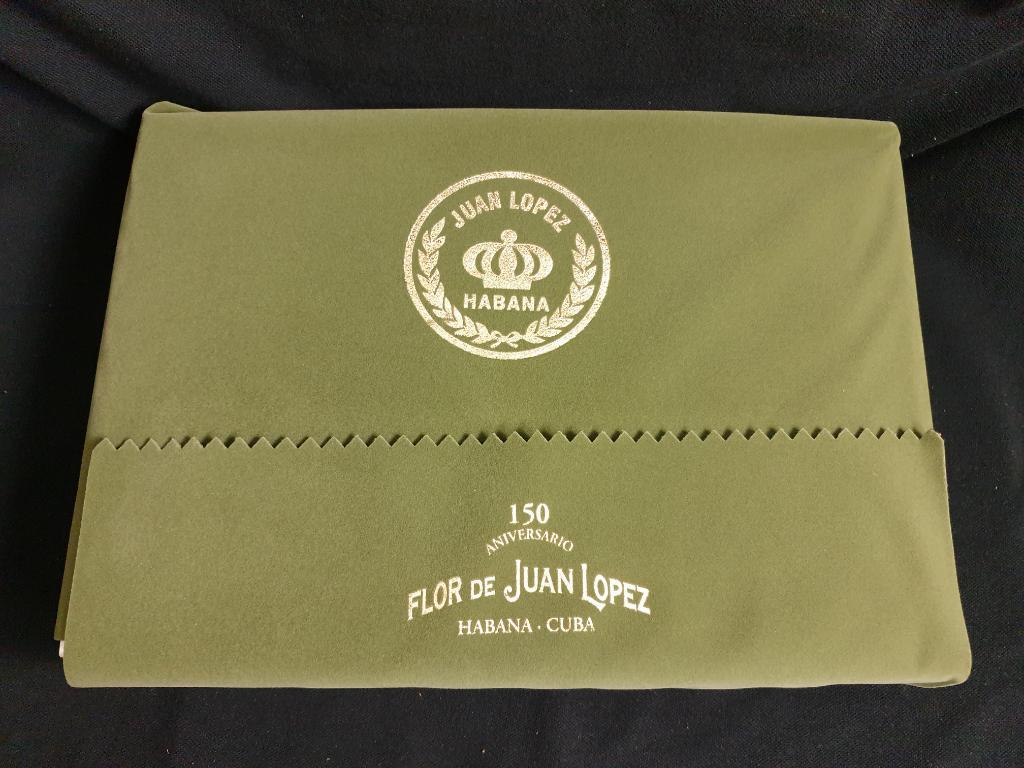 JUAN LOPEZ
HABANA
150
ANIVERSARIO
FLOR DE JUAN LOPEZ
HABANA · CUBA